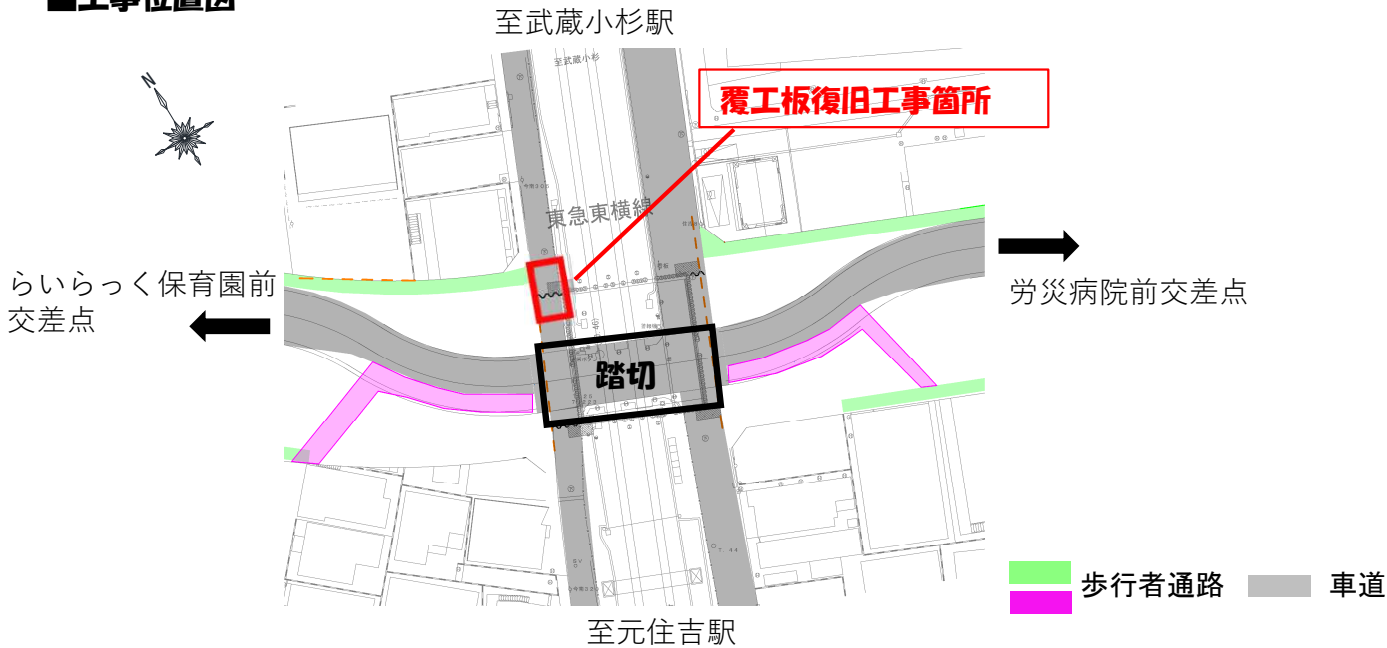 ■工事位置図
至武蔵小杉駅
至武蔵小杉
N
覆工板復旧工事箇所
東急東横線
らいらっく保育園前
交差点
労災病院前交差点
踏切
T. 44
歩行者通路
車道
至元住吉駅